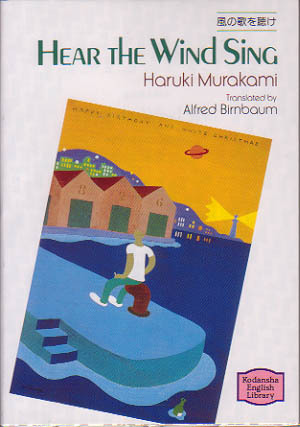 風の歌を聴け
HEAR THE WIND SING
Haruki Murakami
Translated by
Alfred Birnbaum
HAPPY BIRTHDAY AND WHITE CHRISTMAS
Kodansha
English
Library